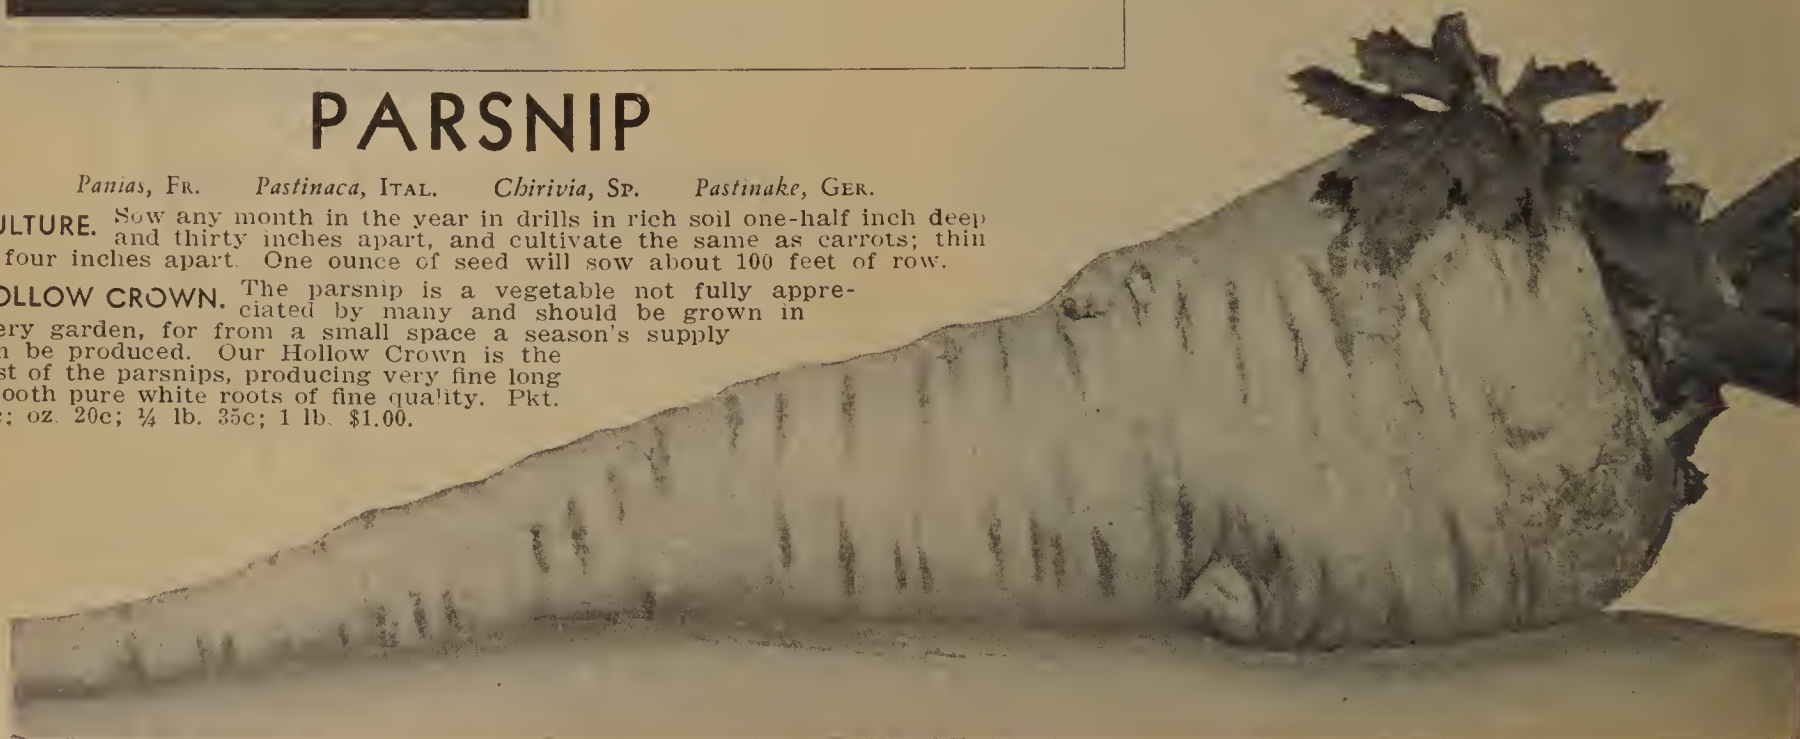 PARSNIP
Panias, FR. Pastinaca, ITAL. Chirivia, SP. Pastinake, GER.
ULTURE. Sow any month in the year in drills in rich soil one-half inch deep
and thirty inches apart, and cultivate the same as carrots; thin
four inches apart. One ounce of seed will sow about 100 feet of row.
OLLOW CROWN. The parsnip is a vegetable not fully appre-
ciated by many and should be grown in
ery garden, for from a small space a season's supply
n be produced. Our Hollow Crown is the
st of the parsnips, producing very fine long
ooth pure white roots of fine quality. Pkt.
c; oz. 20c; ¼ lb. 35c; 1 lb. $1.00.